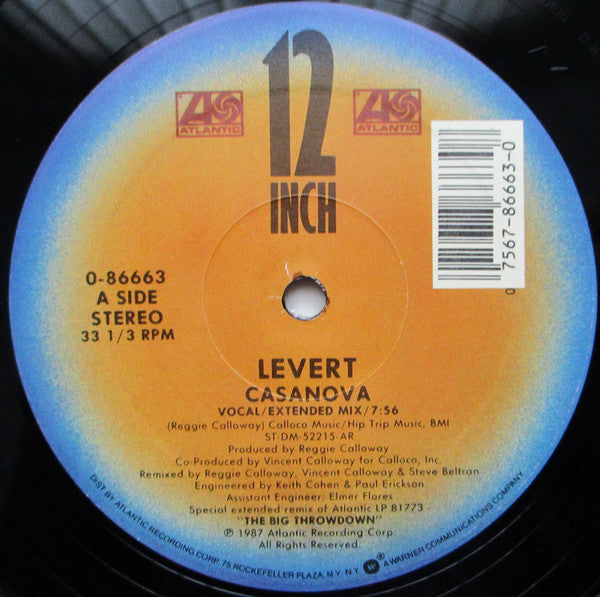 12
INCH
ATLANTIC
ATLANTIC
0 7567-86663-0
0-86663
A SIDE
STEREO
33 1/3 RPM
LEVERT
CASANOVA
VOCAL/EXTENDED MIX/7:56
(Reggie Calloway) Calloco Music/Hip Trip Music, BMI
ST-DM-52215-AR
Produced by Reggie Calloway
Co-Produced by Vincent Calloway for Calloco, Inc.
Remixed by Reggie Calloway, Vincent Calloway & Steve Beltran
Engineered by Keith Cohen & Paul Erickson
Assistant Engineer: Elmer Flores
Special extended remix of Atlantic LP 81773
"THE BIG THROWDOWN"
℗ 1987 Atlantic Recording Corp.
All Rights Reserved.
DIST BY ATLANTIC RECORDING CORP. 75 ROCKEFELLER PLAZA, N.Y. N.Y. W ® A WARNER COMMUNICATIONS COMPANY